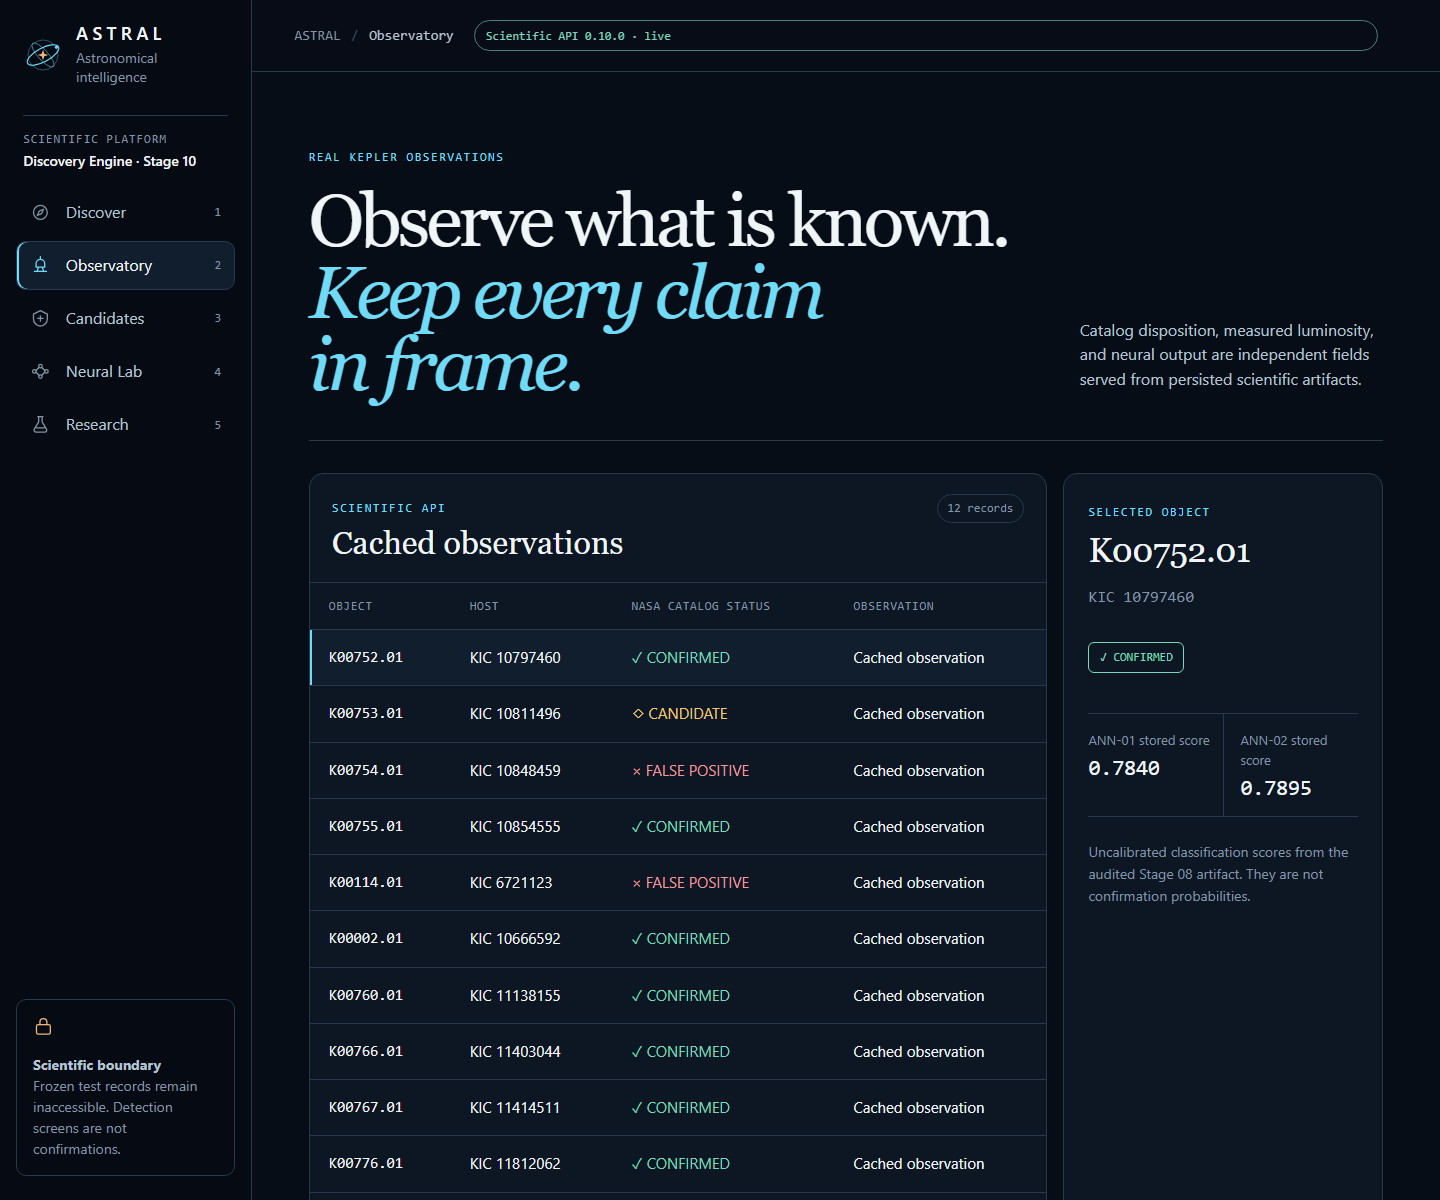 ASTRAL
Astronomical
intelligence
SCIENTIFIC PLATFORM
Discovery Engine · Stage 10
Discover 1
Observatory 2
Candidates 3
Neural Lab 4
Research 5
Scientific boundary
Frozen test records remain
inaccessible. Detection
screens are not
confirmations.
ASTRAL / Observatory
Scientific API 0.10.0 · live
REAL KEPLER OBSERVATIONS
Observe what is known.
Keep every claim
in frame.
Catalog disposition, measured luminosity,
and neural output are independent fields
served from persisted scientific artifacts.
SCIENTIFIC API
Cached observations
12 records
OBJECT HOST NASA CATALOG STATUS OBSERVATION
K00752.01 KIC 10797460 ✓ CONFIRMED Cached observation
K00753.01 KIC 10811496 ◇ CANDIDATE Cached observation
K00754.01 KIC 10848459 × FALSE POSITIVE Cached observation
K00755.01 KIC 10854555 ✓ CONFIRMED Cached observation
K00114.01 KIC 6721123 × FALSE POSITIVE Cached observation
K00002.01 KIC 10666592 ✓ CONFIRMED Cached observation
K00760.01 KIC 11138155 ✓ CONFIRMED Cached observation
K00766.01 KIC 11403044 ✓ CONFIRMED Cached observation
K00767.01 KIC 11414511 ✓ CONFIRMED Cached observation
K00776.01 KIC 11812062 ✓ CONFIRMED Cached observation
SELECTED OBJECT
K00752.01
KIC 10797460
✓ CONFIRMED
ANN-01 stored score
0.7840
ANN-02 stored
score
0.7895
Uncalibrated classification scores from the
audited Stage 08 artifact. They are not
confirmation probabilities.